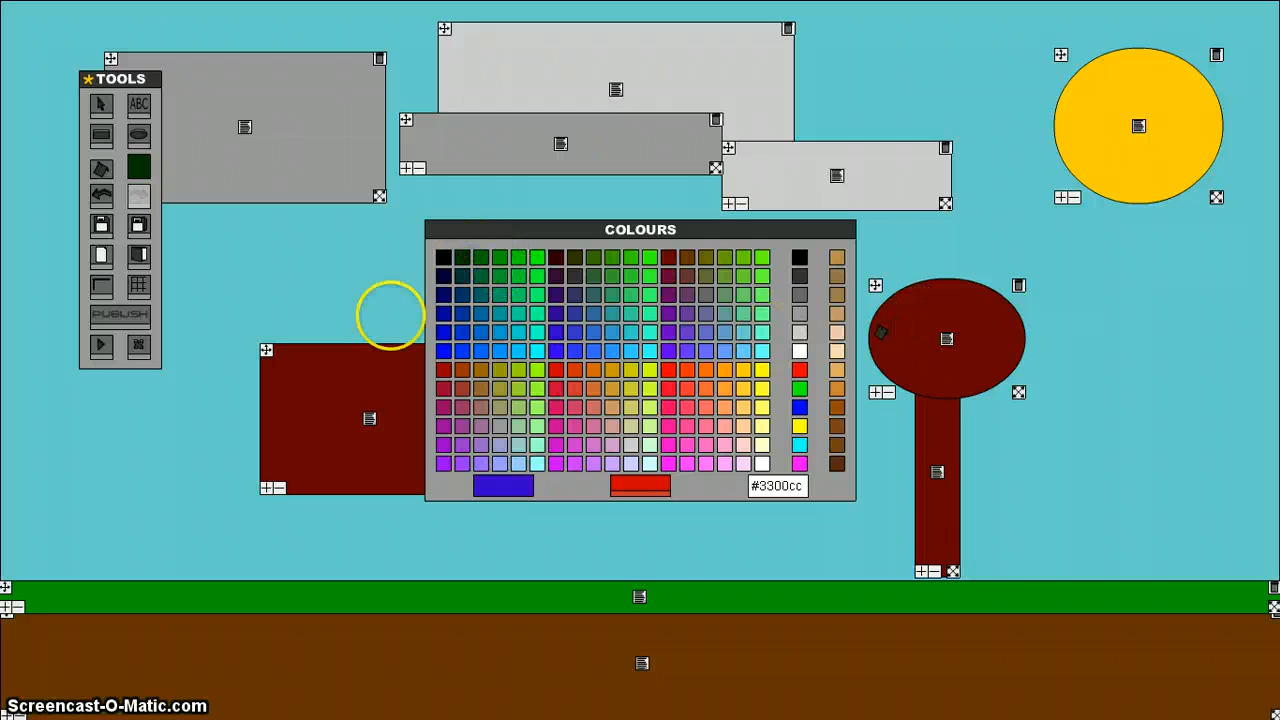 TOOLS
ABC
PUBLISH
COLOURS
#3300cc
Screencast-O-Matic.com